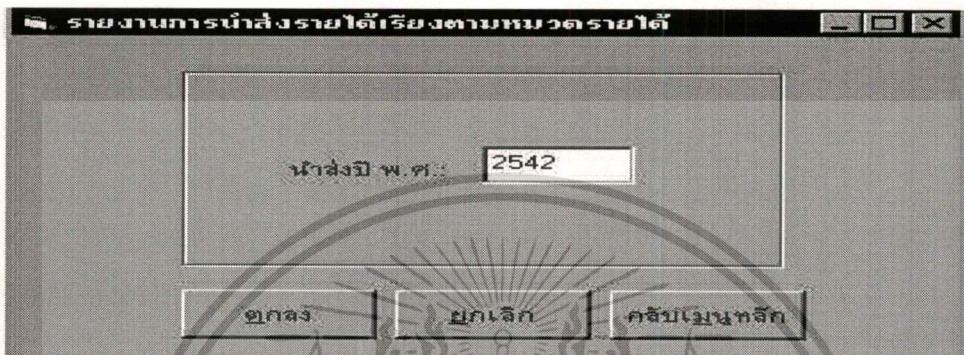 รายงานการนำส่งรายได้เรียงตามหมวดรายได้
นำส่งปี พ.ศ.: 2542
ตกลง ยกเลิก กลับเมนูหลัก